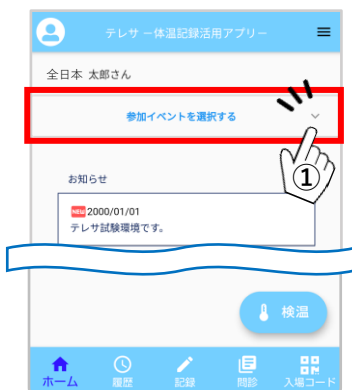 テレサ ー体温記録活用アプリー
全日本 太郎さん
参加イベントを選択する
①
お知らせ
NEW 2000/01/01
テレサ試験環境です。
検温
ホーム 履歴 記録 問診 入場コード